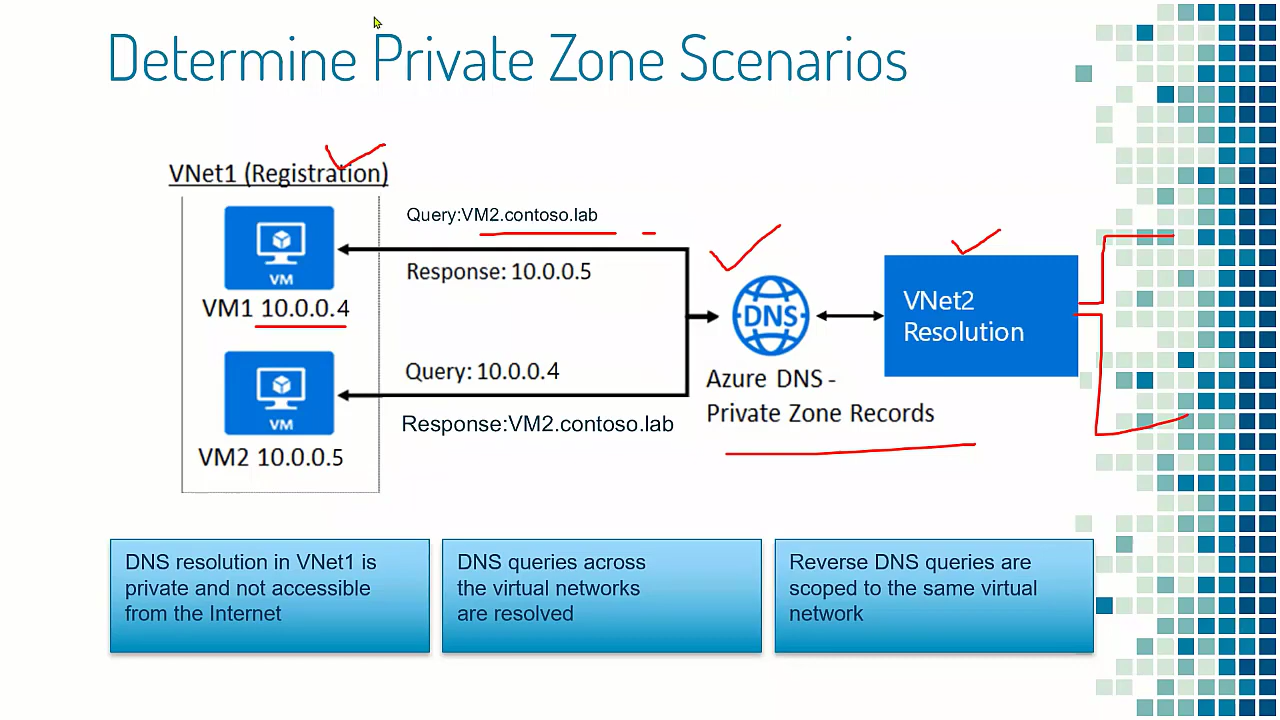 Determine Private Zone Scenarios
VNet1 (Registration)
VM
VM1 10.0.0.4
VM
VM2 10.0.0.5
Query:VM2.contoso.lab
Response: 10.0.0.5
Query: 10.0.0.4
Response:VM2.contoso.lab
DNS
Azure DNS -
Private Zone Records
VNet2
Resolution
DNS resolution in VNet1 is
private and not accessible
from the Internet
DNS queries across
the virtual networks
are resolved
Reverse DNS queries are
scoped to the same virtual
network